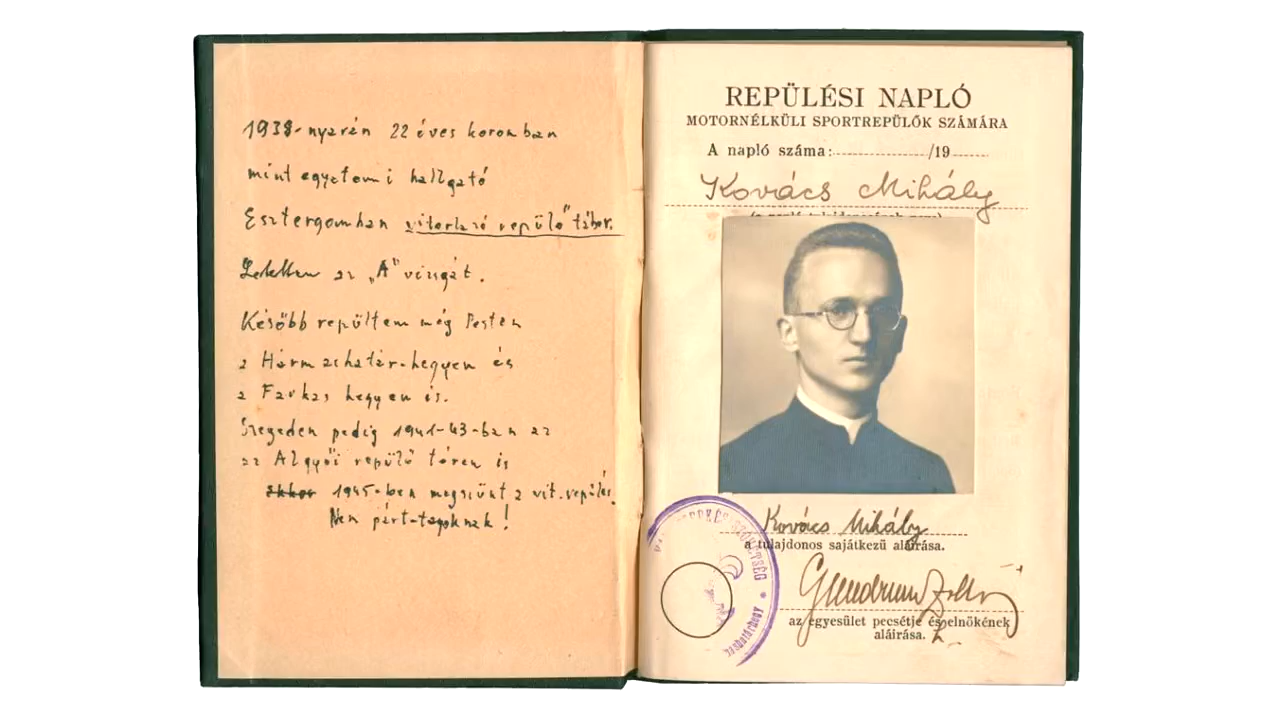 1938-nyarán 22 éves koromban
mint egyetemi hallgató
Esztergomban vitorlázó repülő "tábor.
az „A" vizsgát.
Később repültem még Pesten
a Hármashatár-hegyen és
a Farkas hegyen is.
Szegeden pedig 1941-43-ban az
az Algyői repülő téren is
akkor 1945-ben megszünt a vit. repülés
Nem párt-tagoknak!
REPÜLÉSI NAPLÓ
MOTORNÉLKÜLI SPORTREPÜLŐK SZÁMÁRA
A napló száma: /19
Kovács Mihály
Kovács Mihály
a tulajdonos sajátkezű aláírása.
az egyesület pecsétje és elnökének
aláírása.